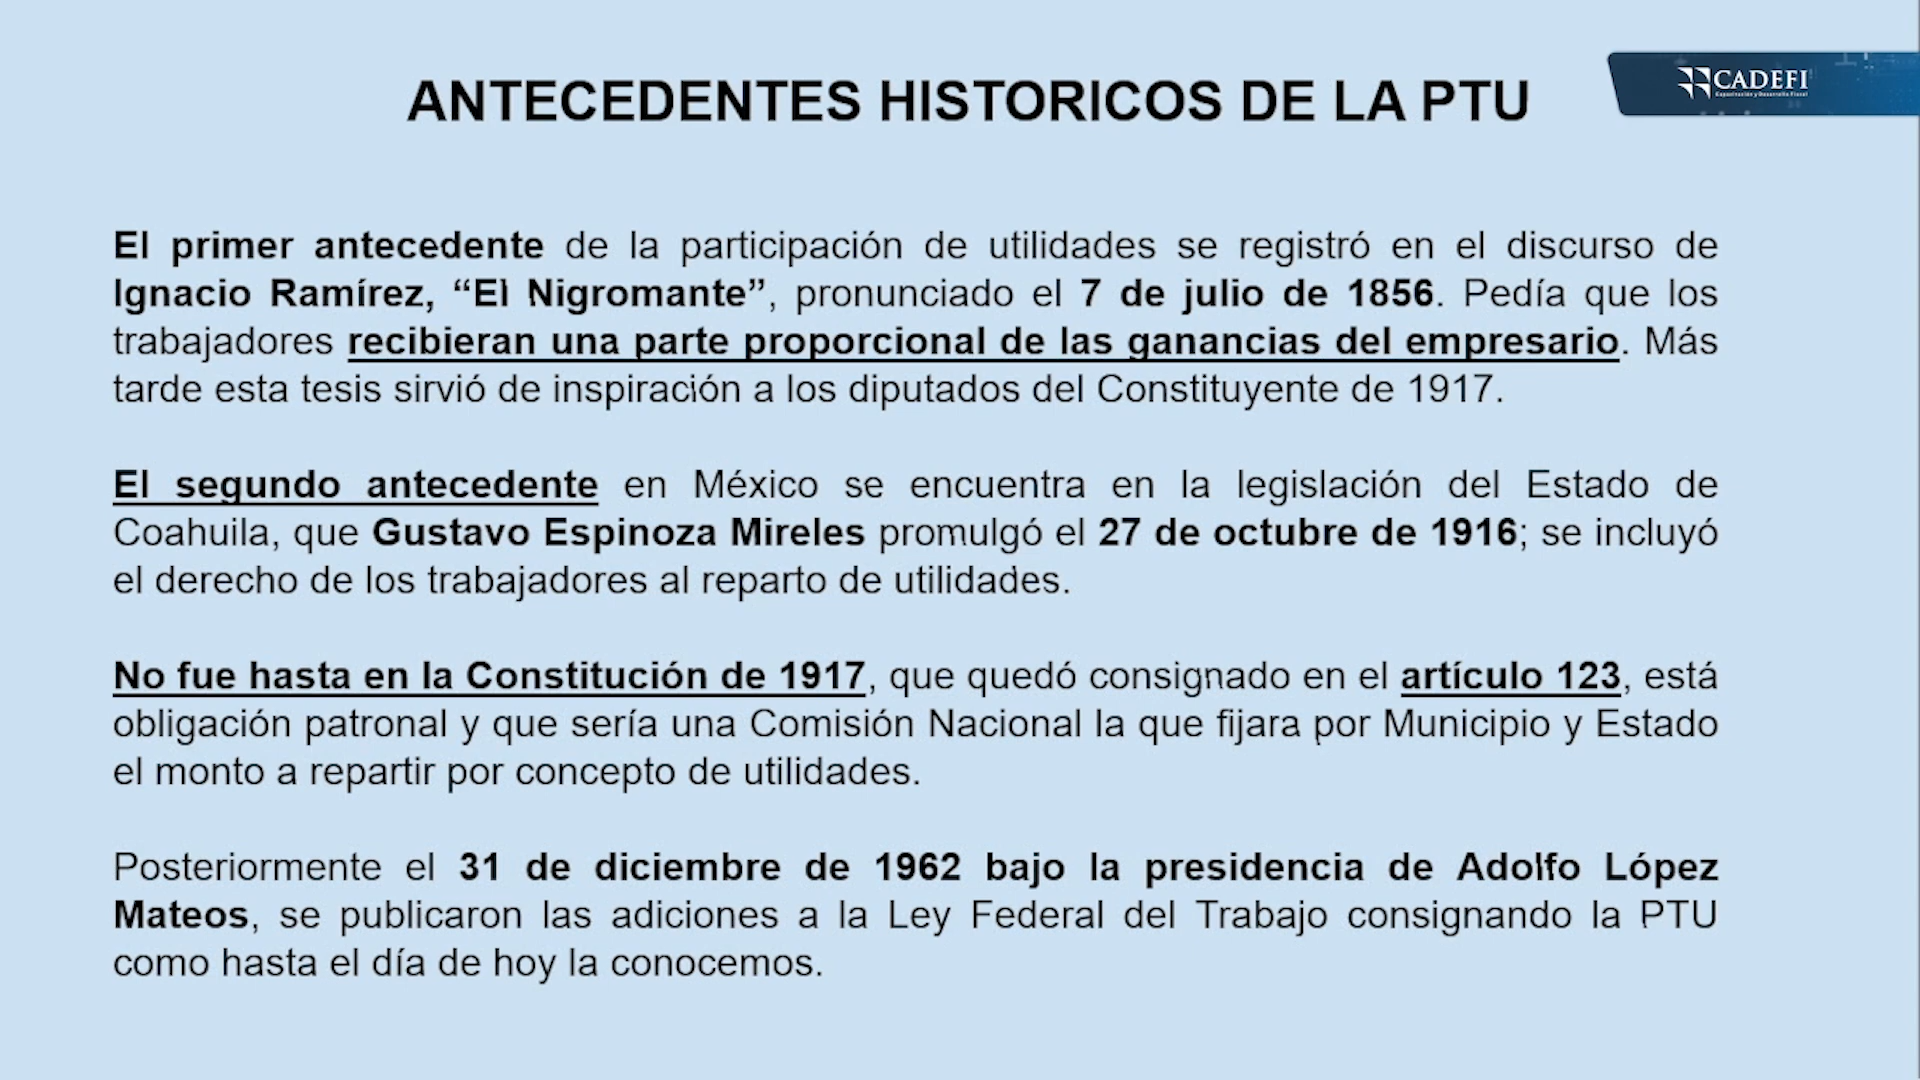 ANTECEDENTES HISTORICOS DE LA PTU
CADEFI
Capacitación y Desarrollo Fiscal
El primer antecedente de la participación de utilidades se registró en el discurso de
Ignacio Ramírez, “El Nigromante”, pronunciado el 7 de julio de 1856. Pedía que los
trabajadores recibieran una parte proporcional de las ganancias del empresario. Más
tarde esta tesis sirvió de inspiración a los diputados del Constituyente de 1917.
El segundo antecedente en México se encuentra en la legislación del Estado de
Coahuila, que Gustavo Espinoza Mireles promulgó el 27 de octubre de 1916; se incluyó
el derecho de los trabajadores al reparto de utilidades.
No fue hasta en la Constitución de 1917, que quedó consignado en el artículo 123, está
obligación patronal y que sería una Comisión Nacional la que fijara por Municipio y Estado
el monto a repartir por concepto de utilidades.
Posteriormente el 31 de diciembre de 1962 bajo la presidencia de Adolfo López
Mateos, se publicaron las adiciones a la Ley Federal del Trabajo consignando la PTU
como hasta el día de hoy la conocemos.